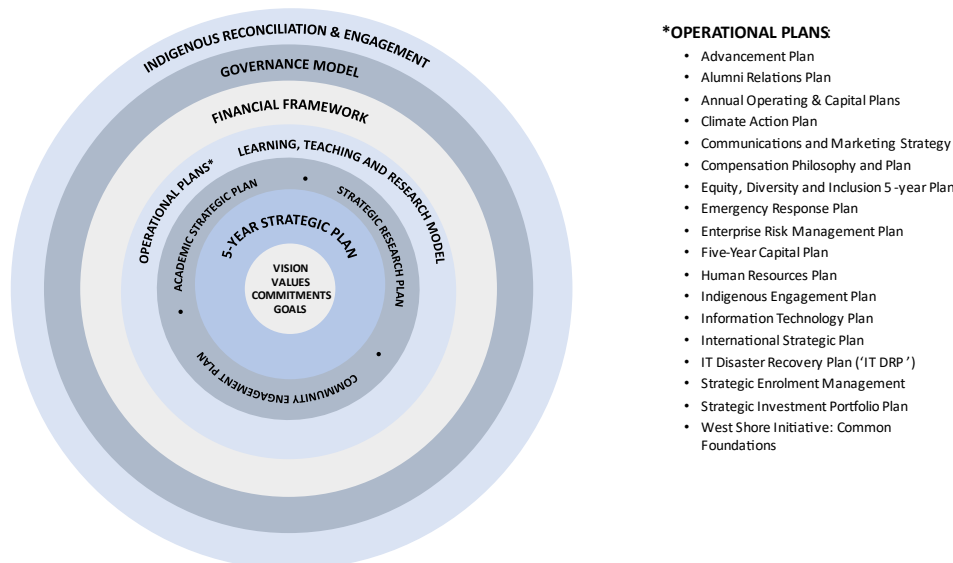 INDIGENOUS RECONCILIATION & ENGAGEMENT
GOVERNANCE MODEL
FINANCIAL FRAMEWORK
OPERATIONAL PLANS*
LEARNING, TEACHING AND RESEARCH MODEL
ACADEMIC STRATEGIC PLAN
•
STRATEGIC RESEARCH PLAN
•
COMMUNITY ENGAGEMENT PLAN
•
5-YEAR STRATEGIC PLAN
VISION
VALUES
COMMITMENTS
GOALS
*OPERATIONAL PLANS:
• Advancement Plan
• Alumni Relations Plan
• Annual Operating & Capital Plans
• Climate Action Plan
• Communications and Marketing Strategy
• Compensation Philosophy and Plan
• Equity, Diversity and Inclusion 5 -year Plan
• Emergency Response Plan
• Enterprise Risk Management Plan
• Five-Year Capital Plan
• Human Resources Plan
• Indigenous Engagement Plan
• Information Technology Plan
• International Strategic Plan
• IT Disaster Recovery Plan (‘IT DRP ’)
• Strategic Enrolment Management
• Strategic Investment Portfolio Plan
• West Shore Initiative: Common
Foundations